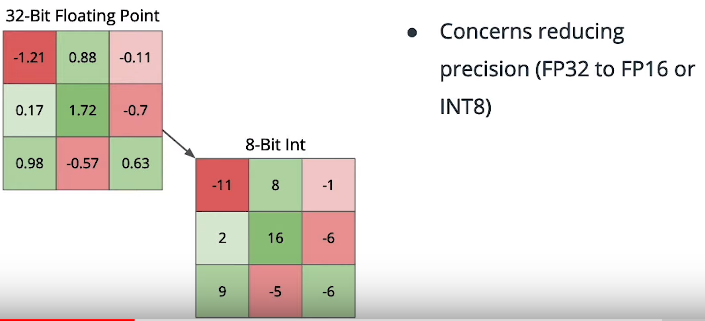 32-Bit Floating Point
-1.21 0.88 -0.11
0.17 1.72 -0.7
0.98 -0.57 0.63
8-Bit Int
-11 8 -1
2 16 -6
9 -5 -6
● Concerns reducing
precision (FP32 to FP16 or
INT8)